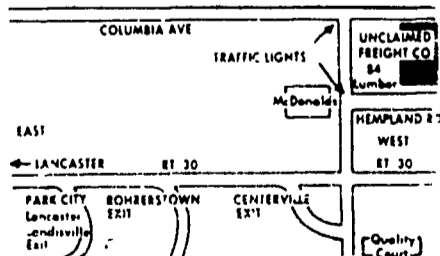 COLUMBIA AVE
UNCLAIMED
FREIGHT CO
84
Lumber
TRAFFIC LIGHTS
McDonalds
HEMPLAND RD
EAST
WEST
← LANCASTER
RT 30
RT 30
PARK CITY
Lancaster
Landisville
Exit
ROHRERSTOWN
EXIT
CENTERVILLE
EXIT
Quality
Court